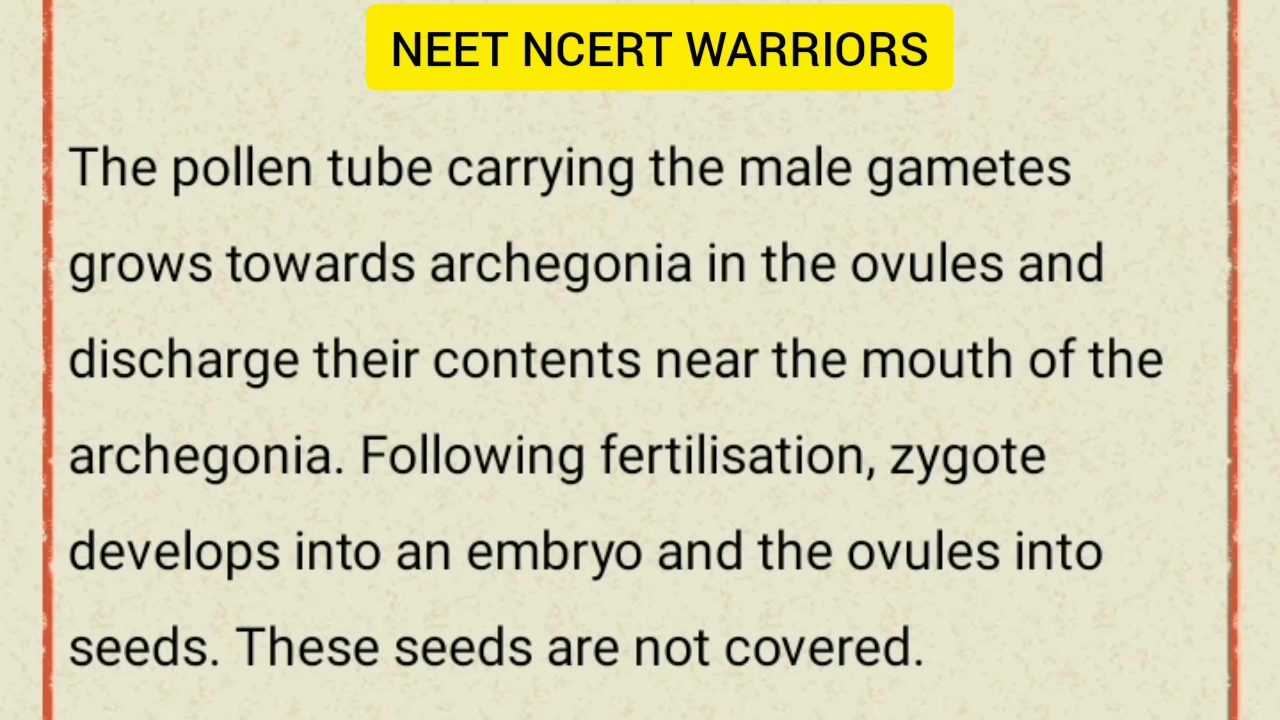 NEET NCERT WARRIORS
The pollen tube carrying the male gametes
grows towards archegonia in the ovules and
discharge their contents near the mouth of the
archegonia. Following fertilisation, zygote
develops into an embryo and the ovules into
seeds. These seeds are not covered.